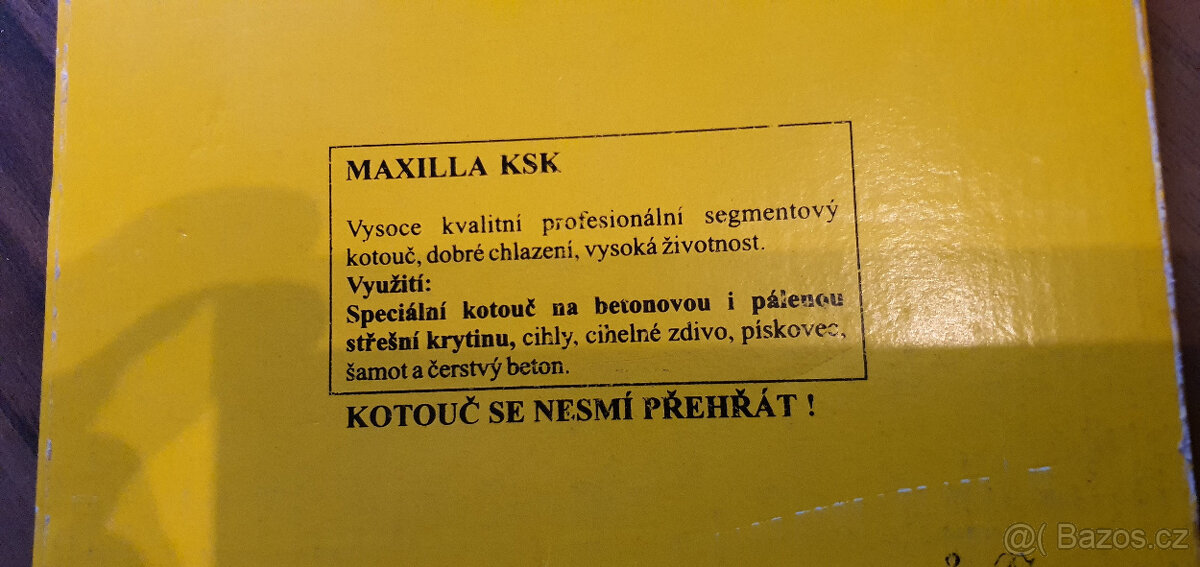 MAXILLA KSK
Vysoce kvalitní profesionální segmentový
kotouč, dobré chlazení, vysoká životnost.
Využití:
Speciální kotouč na betonovou i pálenou
střešní krytinu, cihly, cihelné zdivo, pískovec,
šamot a čerstvý beton.
KOTOUČ SE NESMÍ PŘEHŘÁT !
@( Bazos.cz